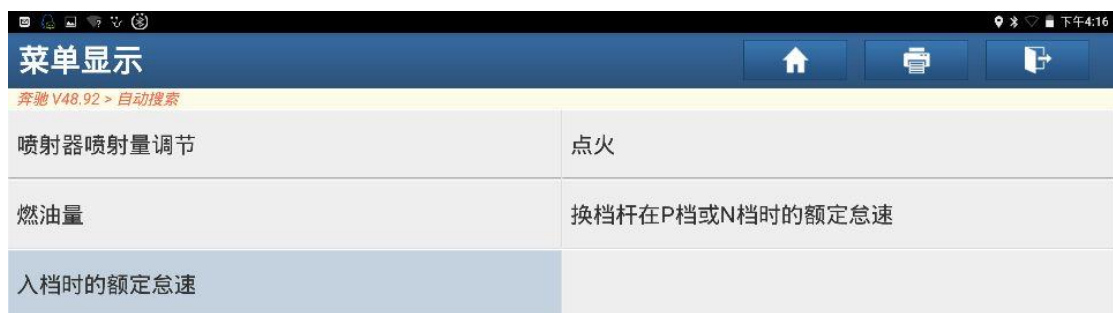 下午4:16
菜单显示
奔驰 V48.92 > 自动搜索
喷射器喷射量调节
点火
燃油量
换档杆在P档或N档时的额定怠速
入档时的额定怠速